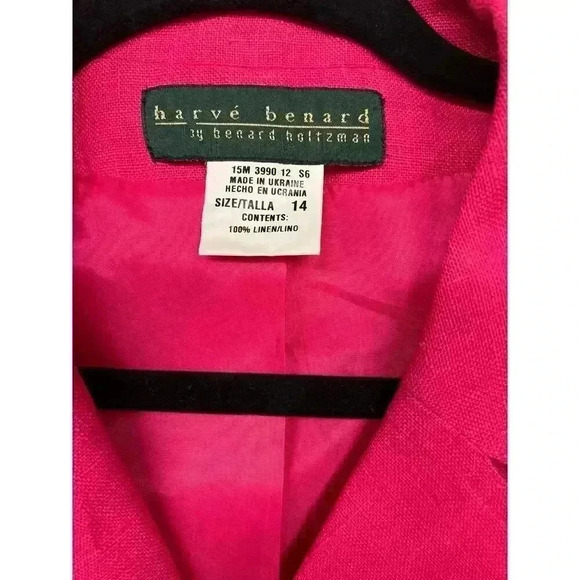 harvé benard
by benard holtzman
15M 3990 12 S6
MADE IN UKRAINE
HECHO EN UCRANIA
SIZE/TALLA 14
CONTENTS:
100% LINEN/LINO